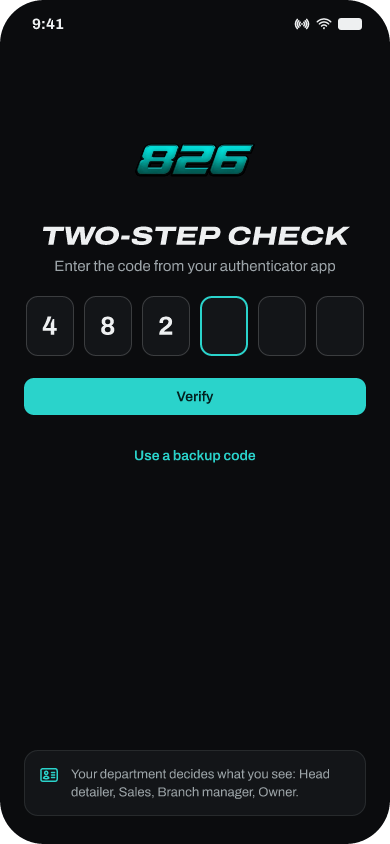 9:41
826
TWO-STEP CHECK
Enter the code from your authenticator app
4 8 2
Verify
Use a backup code
Your department decides what you see: Head
detailer, Sales, Branch manager, Owner.